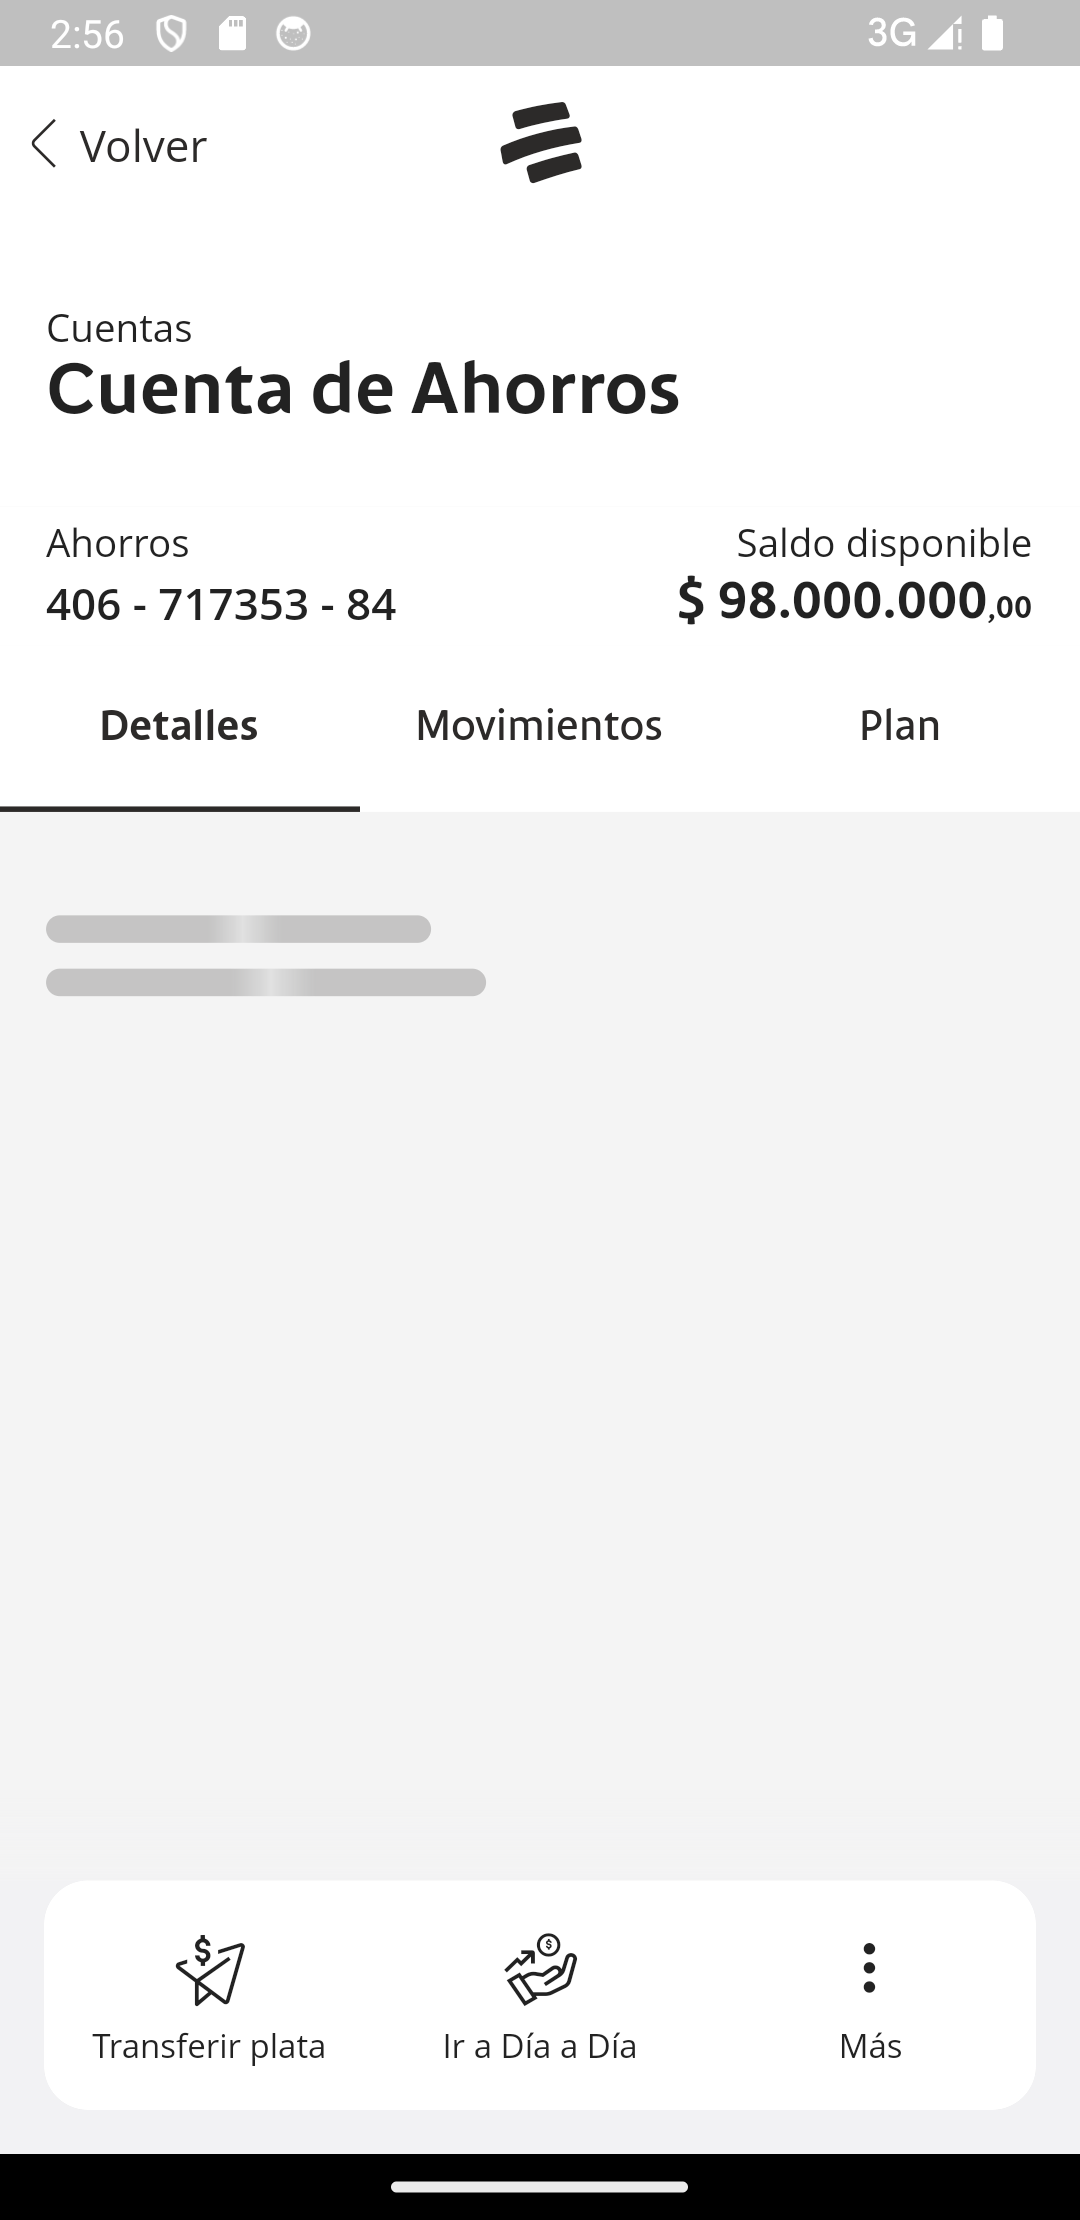 2:56
3G
Volver
Cuentas
Cuenta de Ahorros
Ahorros
Saldo disponible
406 - 717353 - 84
$ 98.000.000,00
Detalles
Movimientos
Plan
Transferir plata
Ir a Día a Día
Más